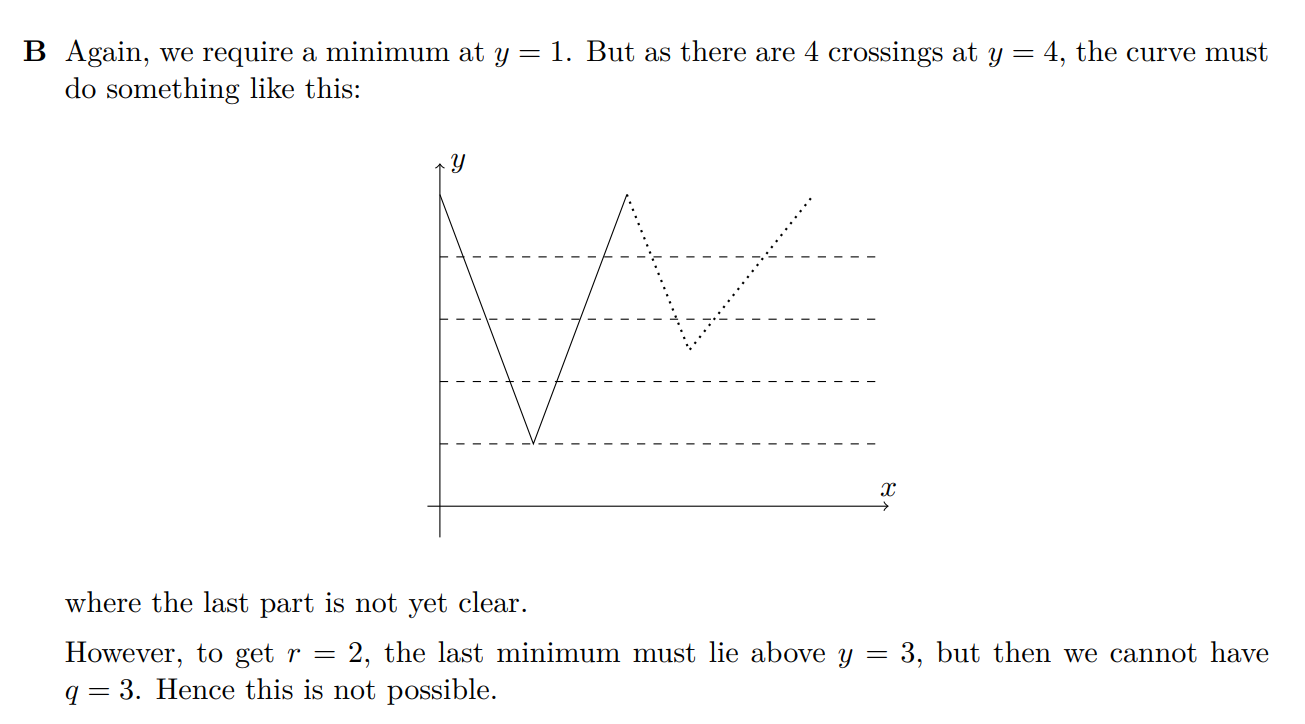 B Again, we require a minimum at y = 1. But as there are 4 crossings at y = 4, the curve must
do something like this:
y
x
where the last part is not yet clear.
However, to get r = 2, the last minimum must lie above y = 3, but then we cannot have
q = 3. Hence this is not possible.